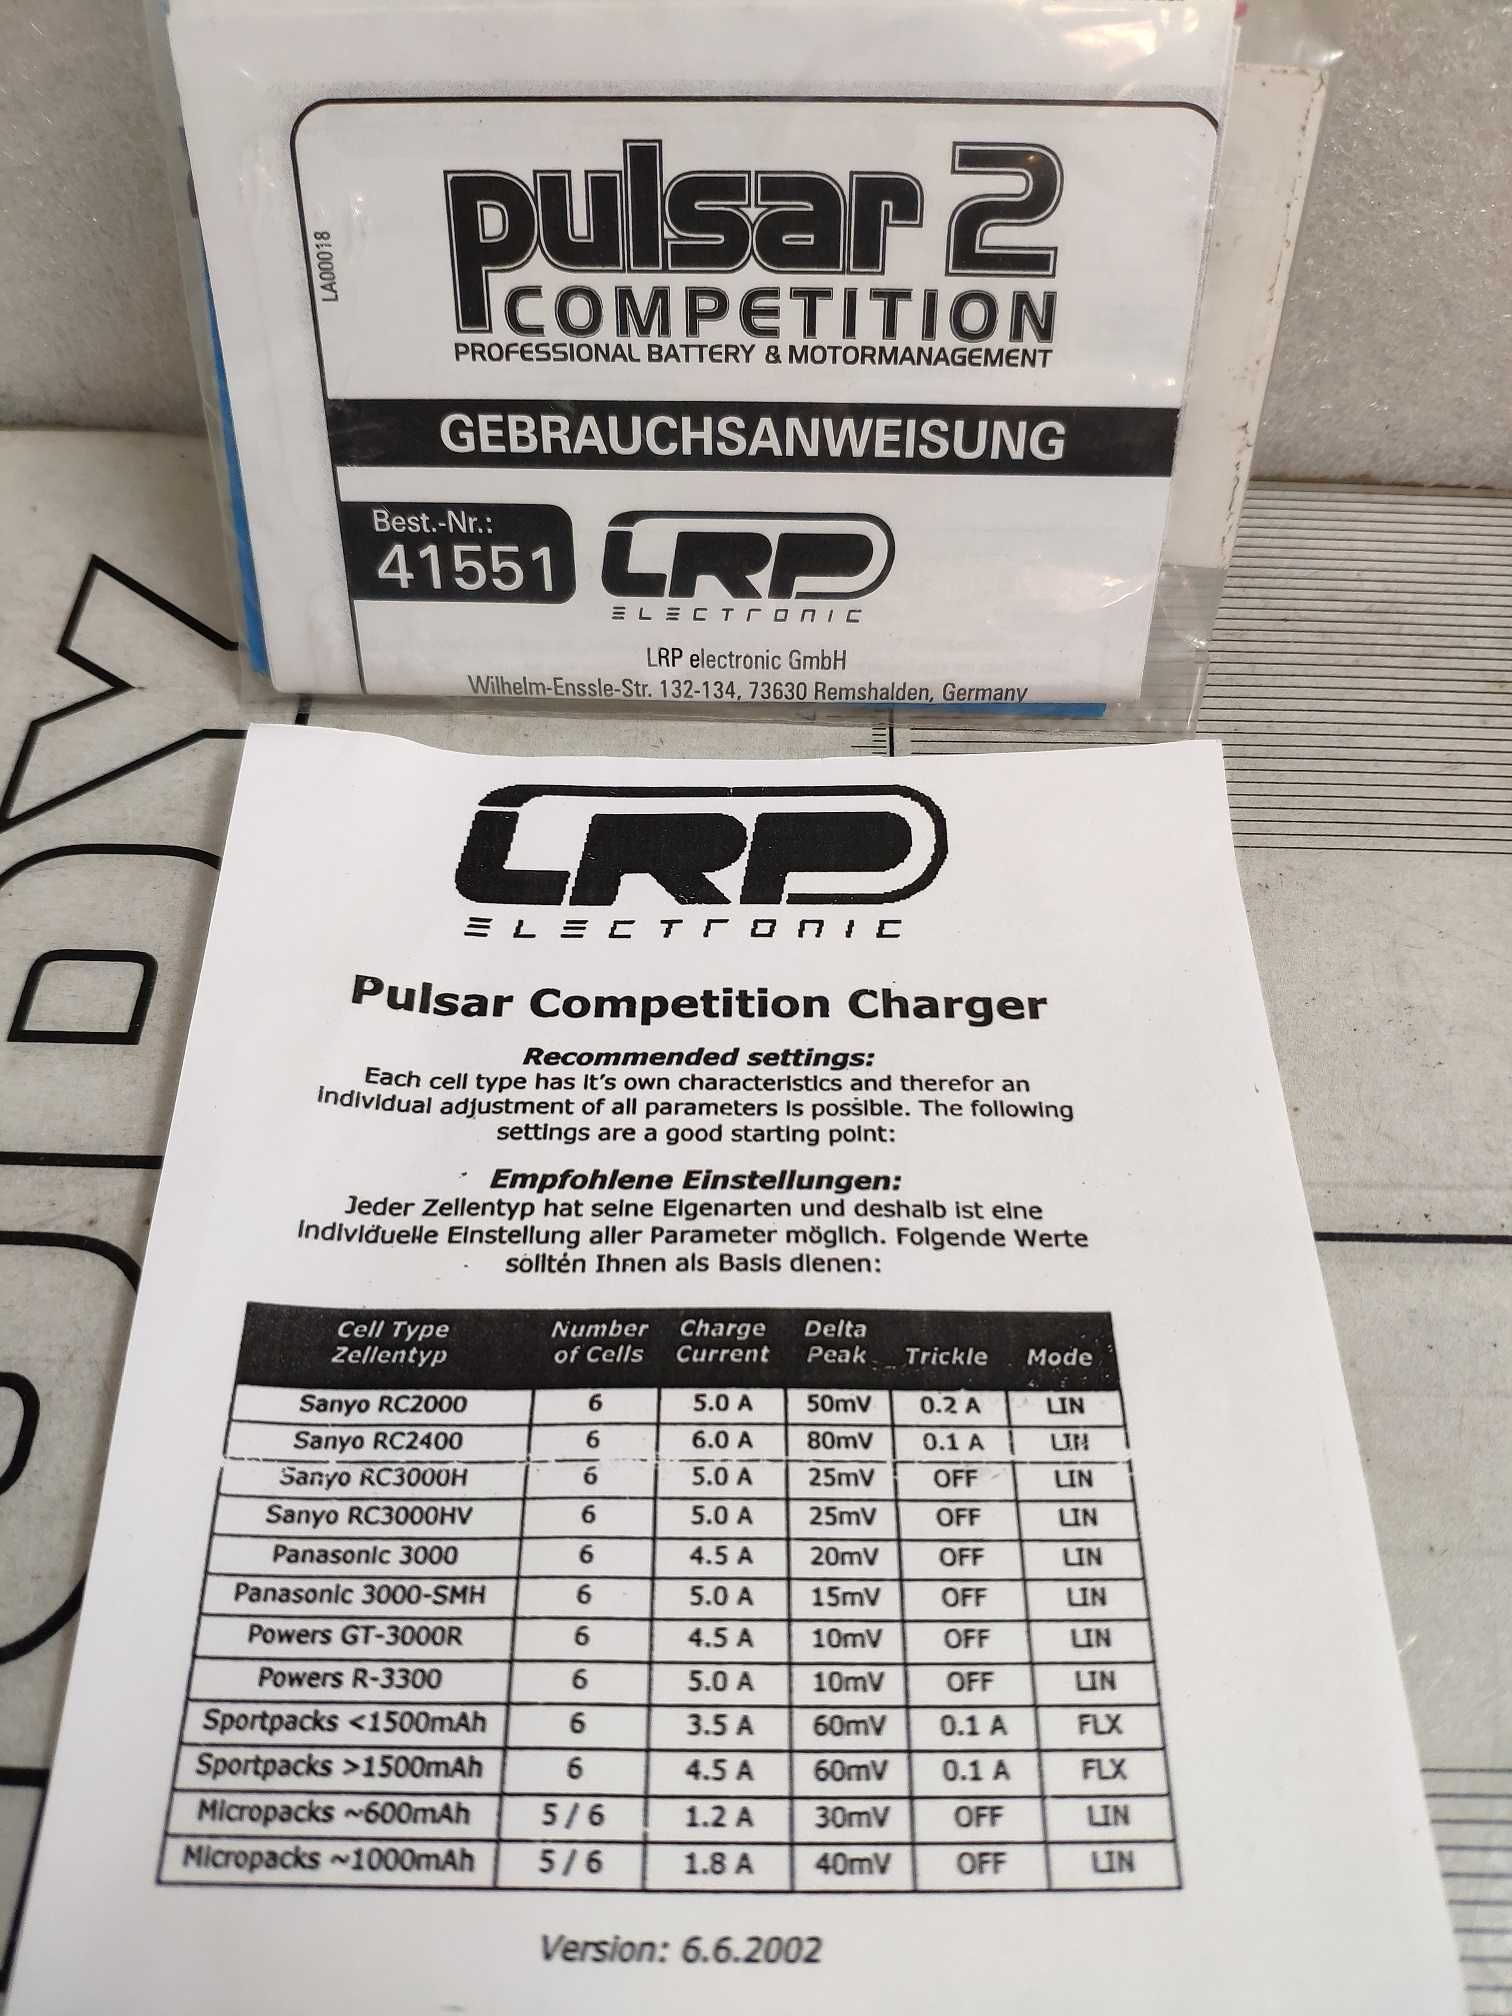 LA00018
pulsar 2
COMPETITION
PROFESSIONAL BATTERY & MOTORMANAGEMENT
GEBRAUCHSANWEISUNG
Best.-Nr.:
41551
LRP
ELECTRONIC
LRP electronic GmbH
Wilhelm-Enssle-Str. 132-134, 73630 Remshalden, Germany
LRP
ELECTRONIC
Pulsar Competition Charger
Recommended settings:
Each cell type has it's own characteristics and therefor an
individual adjustment of all parameters is possible. The following
settings are a good starting point:
Empfohlene Einstellungen:
Jeder Zellentyp hat seine Eigenarten und deshalb ist eine
individuelle Einstellung aller Parameter möglich. Folgende Werte
sollten Ihnen als Basis dienen:
Cell Type Number Charge Delta
Zellentyp of Cells Current Peak Trickle Mode
Sanyo RC2000 6 5.0 A 50mV 0.2 A LIN
Sanyo RC2400 6 6.0 A 80mV 0.1 A LIN
Sanyo RC3000H 6 5.0 A 25mV OFF LIN
Sanyo RC3000HV 6 5.0 A 25mV OFF LIN
Panasonic 3000 6 4.5 A 20mV OFF LIN
Panasonic 3000-SMH 6 5.0 A 15mV OFF LIN
Powers GT-3000R 6 4.5 A 10mV OFF LIN
Powers R-3300 6 5.0 A 10mV OFF LIN
Sportpacks <1500mAh 6 3.5 A 60mV 0.1 A FLX
Sportpacks >1500mAh 6 4.5 A 60mV 0.1 A FLX
Micropacks ~600mAh 5 / 6 1.2 A 30mV OFF LIN
Micropacks ~1000mAh 5 / 6 1.8 A 40mV OFF LIN
Version: 6.6.2002